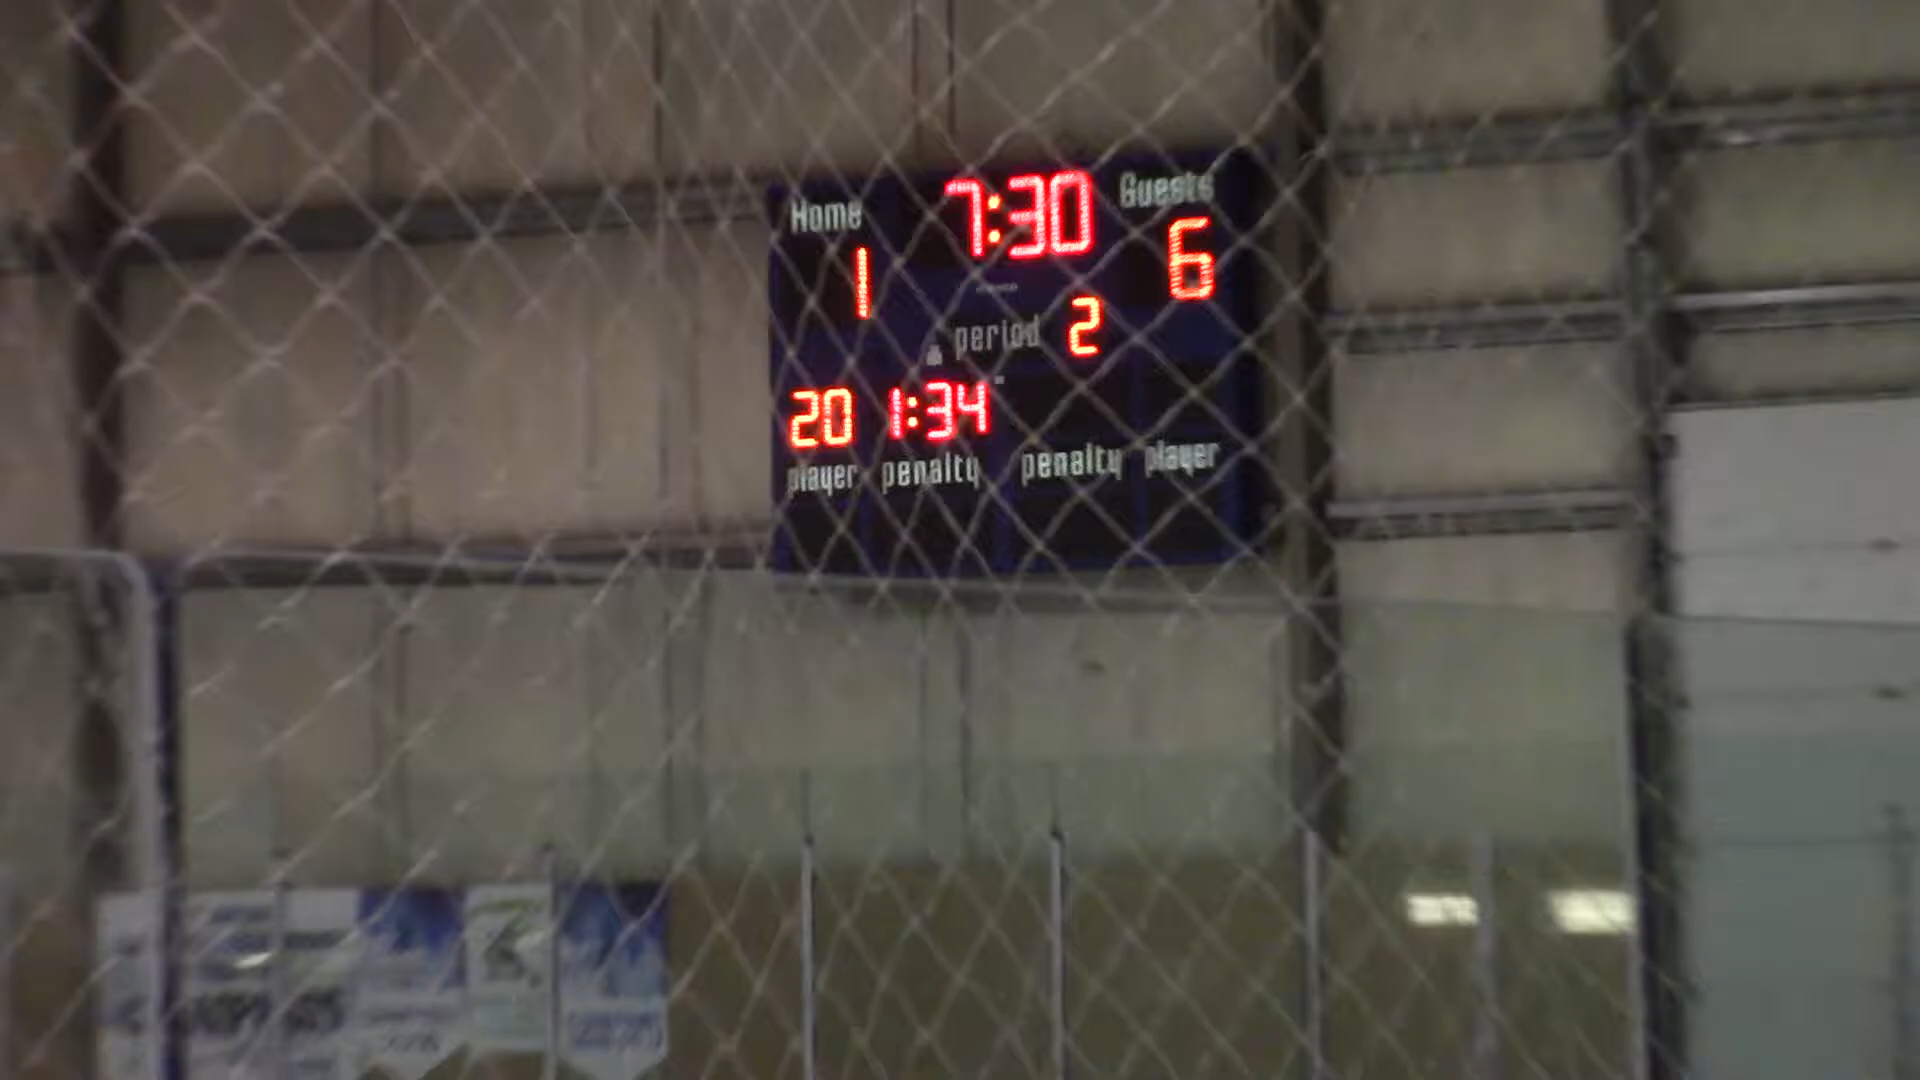 Home 7:30 Guests
1 6
period 2
20 1:34
player penalty penalty player